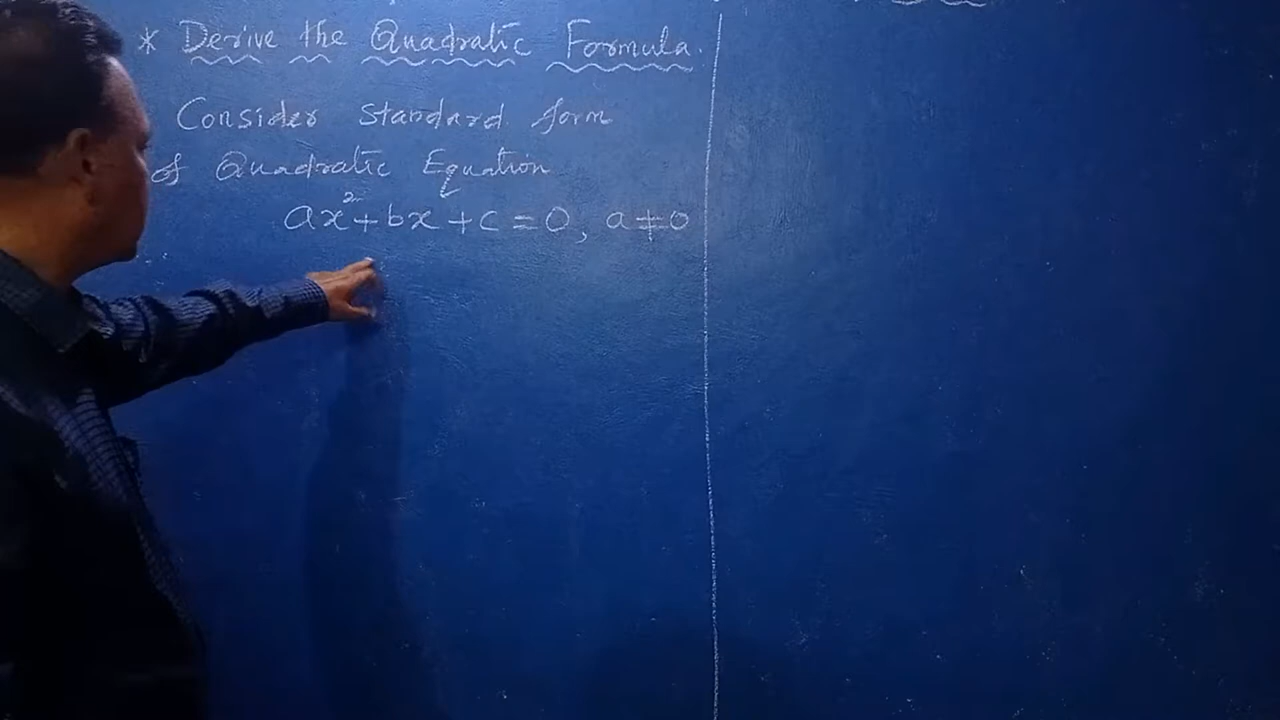 * Derive the Quadratic Formula.
Consider standard form
of Quadratic Equation
ax²+bx+c=0, a≠0